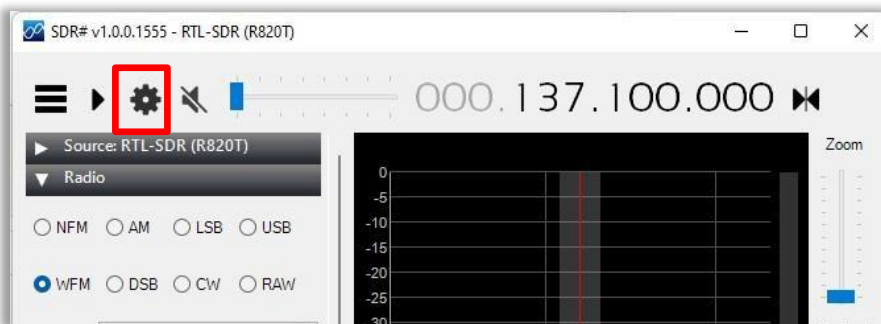 SDR# v1.0.0.1555 - RTL-SDR (R820T)
000.137.100.000
Source: RTL-SDR (R820T)
Zoom
Radio
0
-5
NFM AM LSB USB
-10
-15
-20
WFM DSB CW RAW
-25
-30